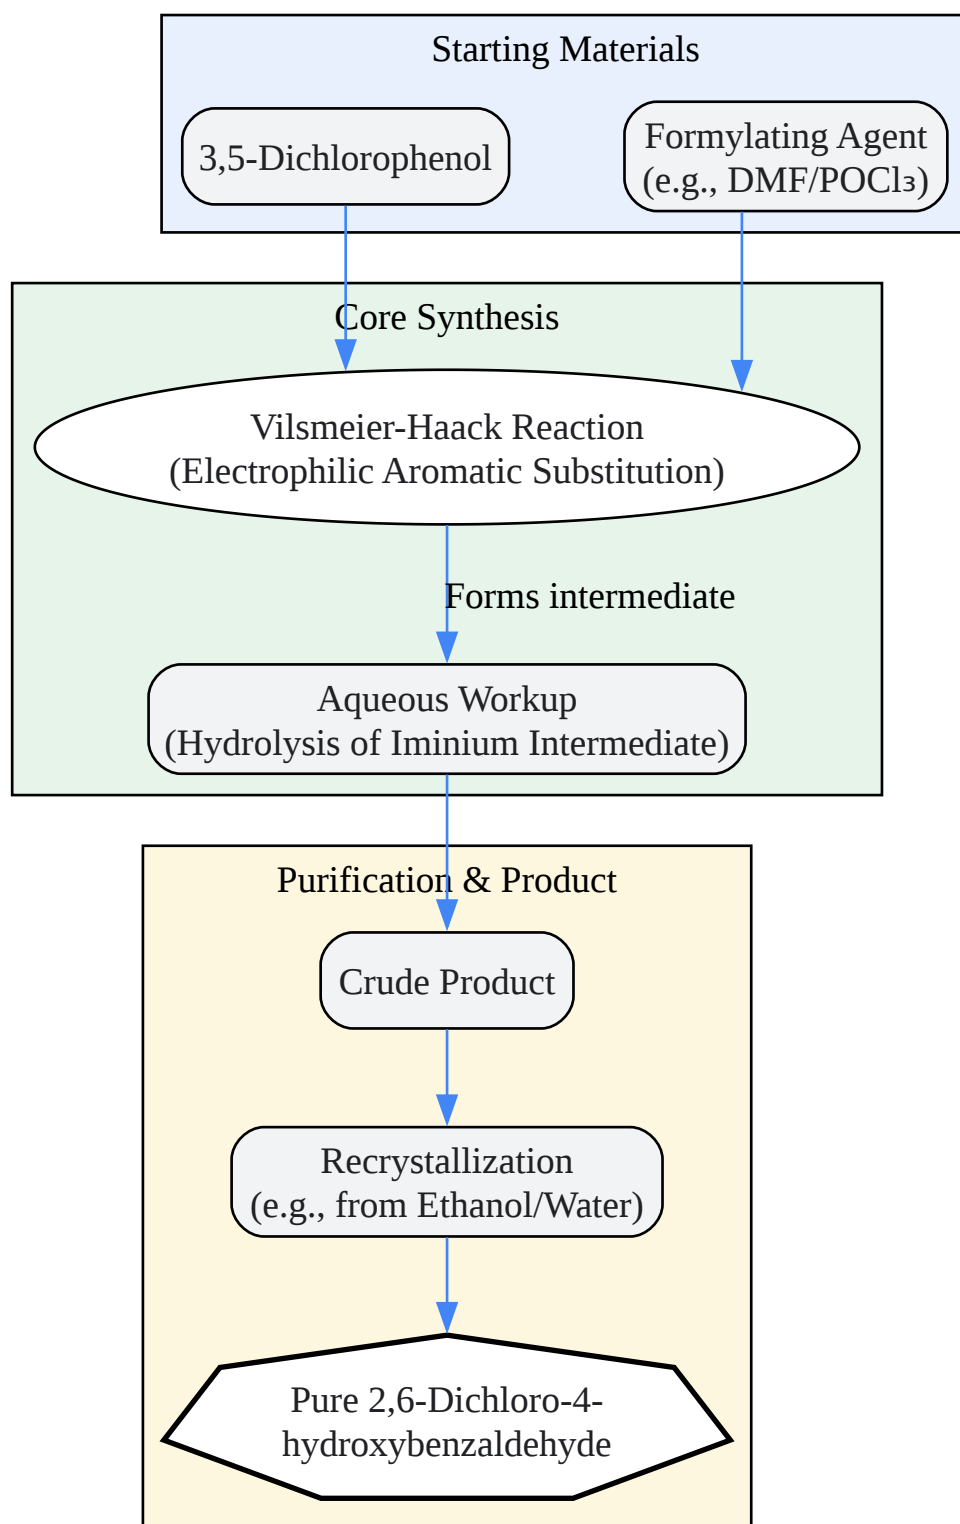 Starting Materials
3,5-Dichlorophenol
Formylating Agent
(e.g., DMF/POCl₃)
Core Synthesis
Vilsmeier-Haack Reaction
(Electrophilic Aromatic Substitution)
Forms intermediate
Aqueous Workup
(Hydrolysis of Iminium Intermediate)
Purification & Product
Crude Product
Recrystallization
(e.g., from Ethanol/Water)
Pure 2,6-Dichloro-4-
hydroxybenzaldehyde